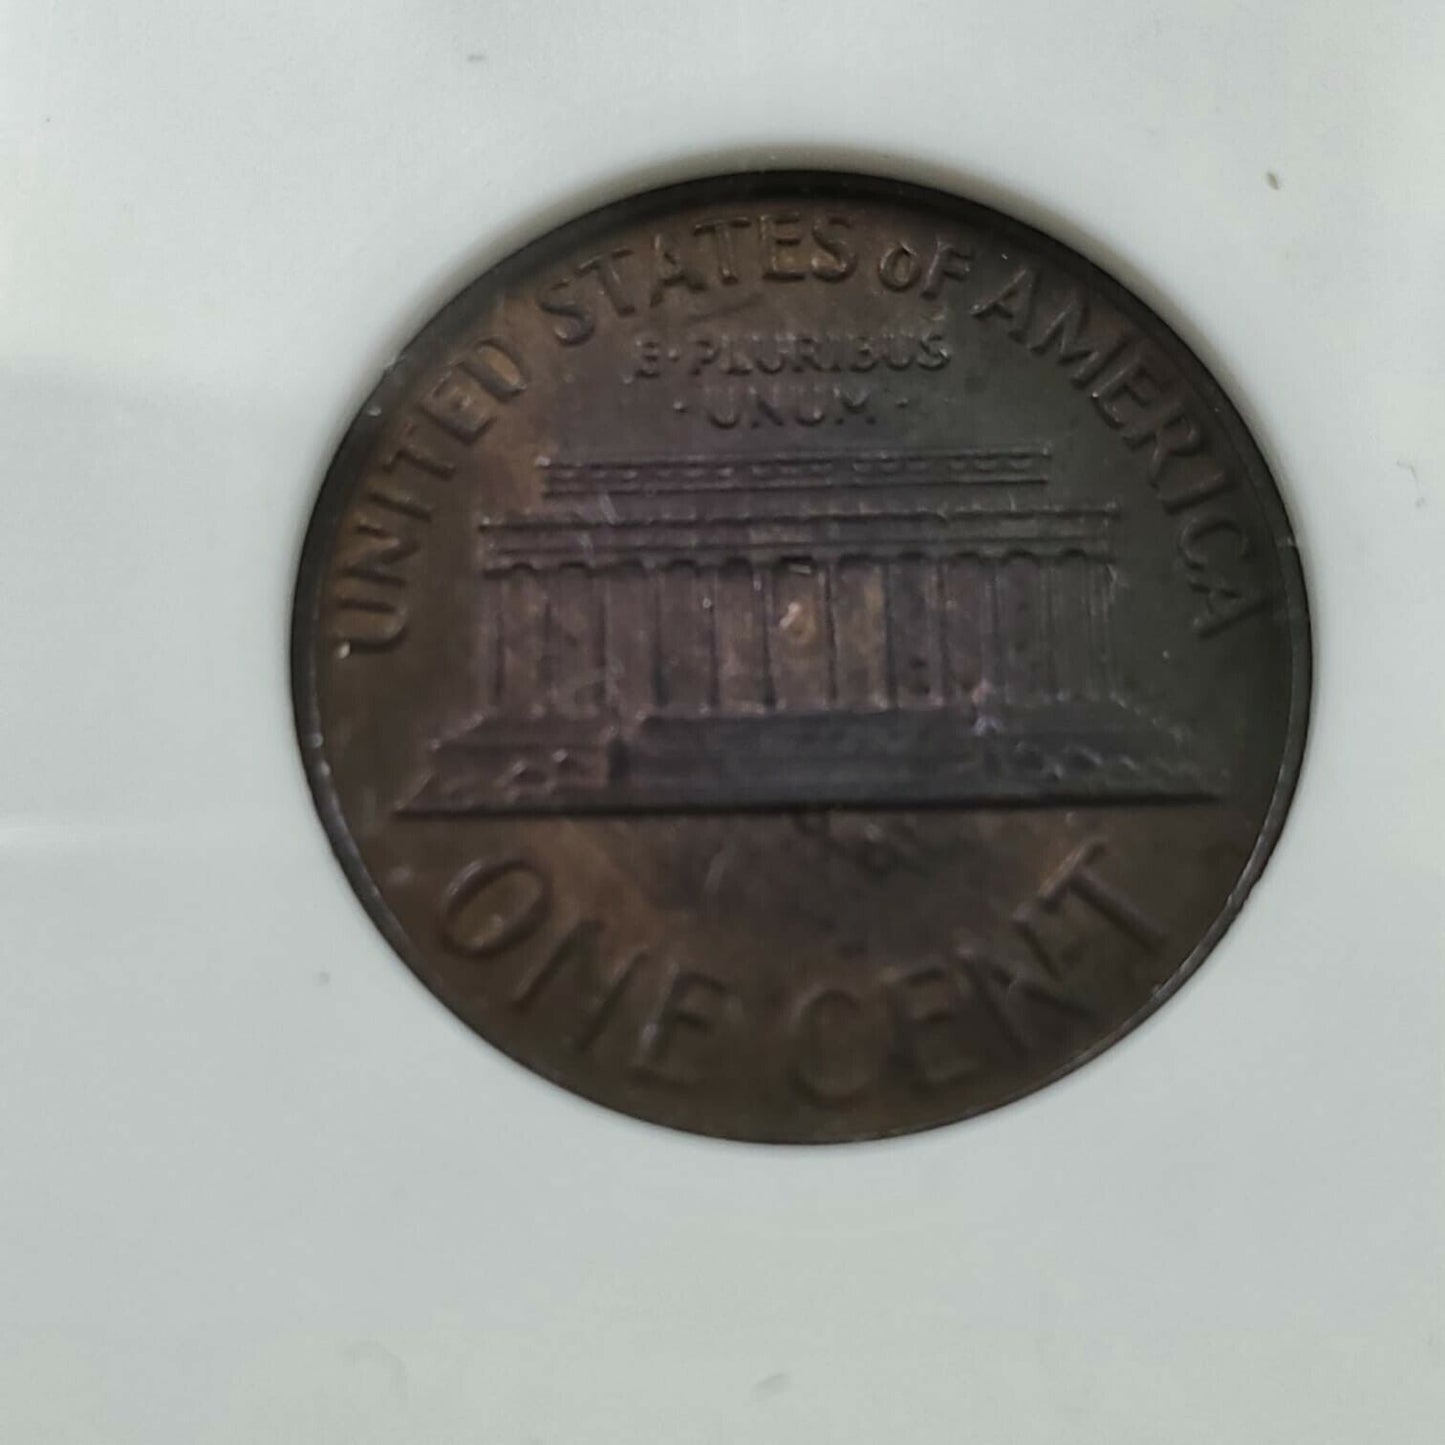 UNITED STATES OF AMERICA
E·PLURIBUS
·UNUM·
ONE CENT